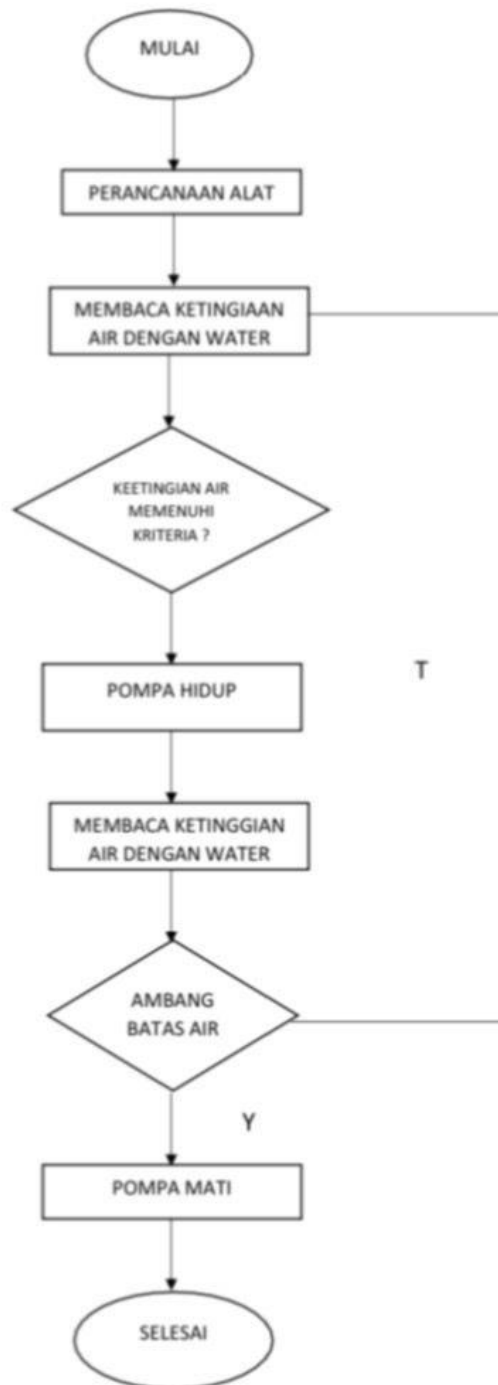 MULAI
PERANCANAAN ALAT
MEMBACA KETINGIAAN
AIR DENGAN WATER
KEETINGIAN AIR
MEMENUHI
KRITERIA ?
POMPA HIDUP
T
MEMBACA KETINGGIAN
AIR DENGAN WATER
AMBANG
BATAS AIR
Y
POMPA MATI
SELESAI